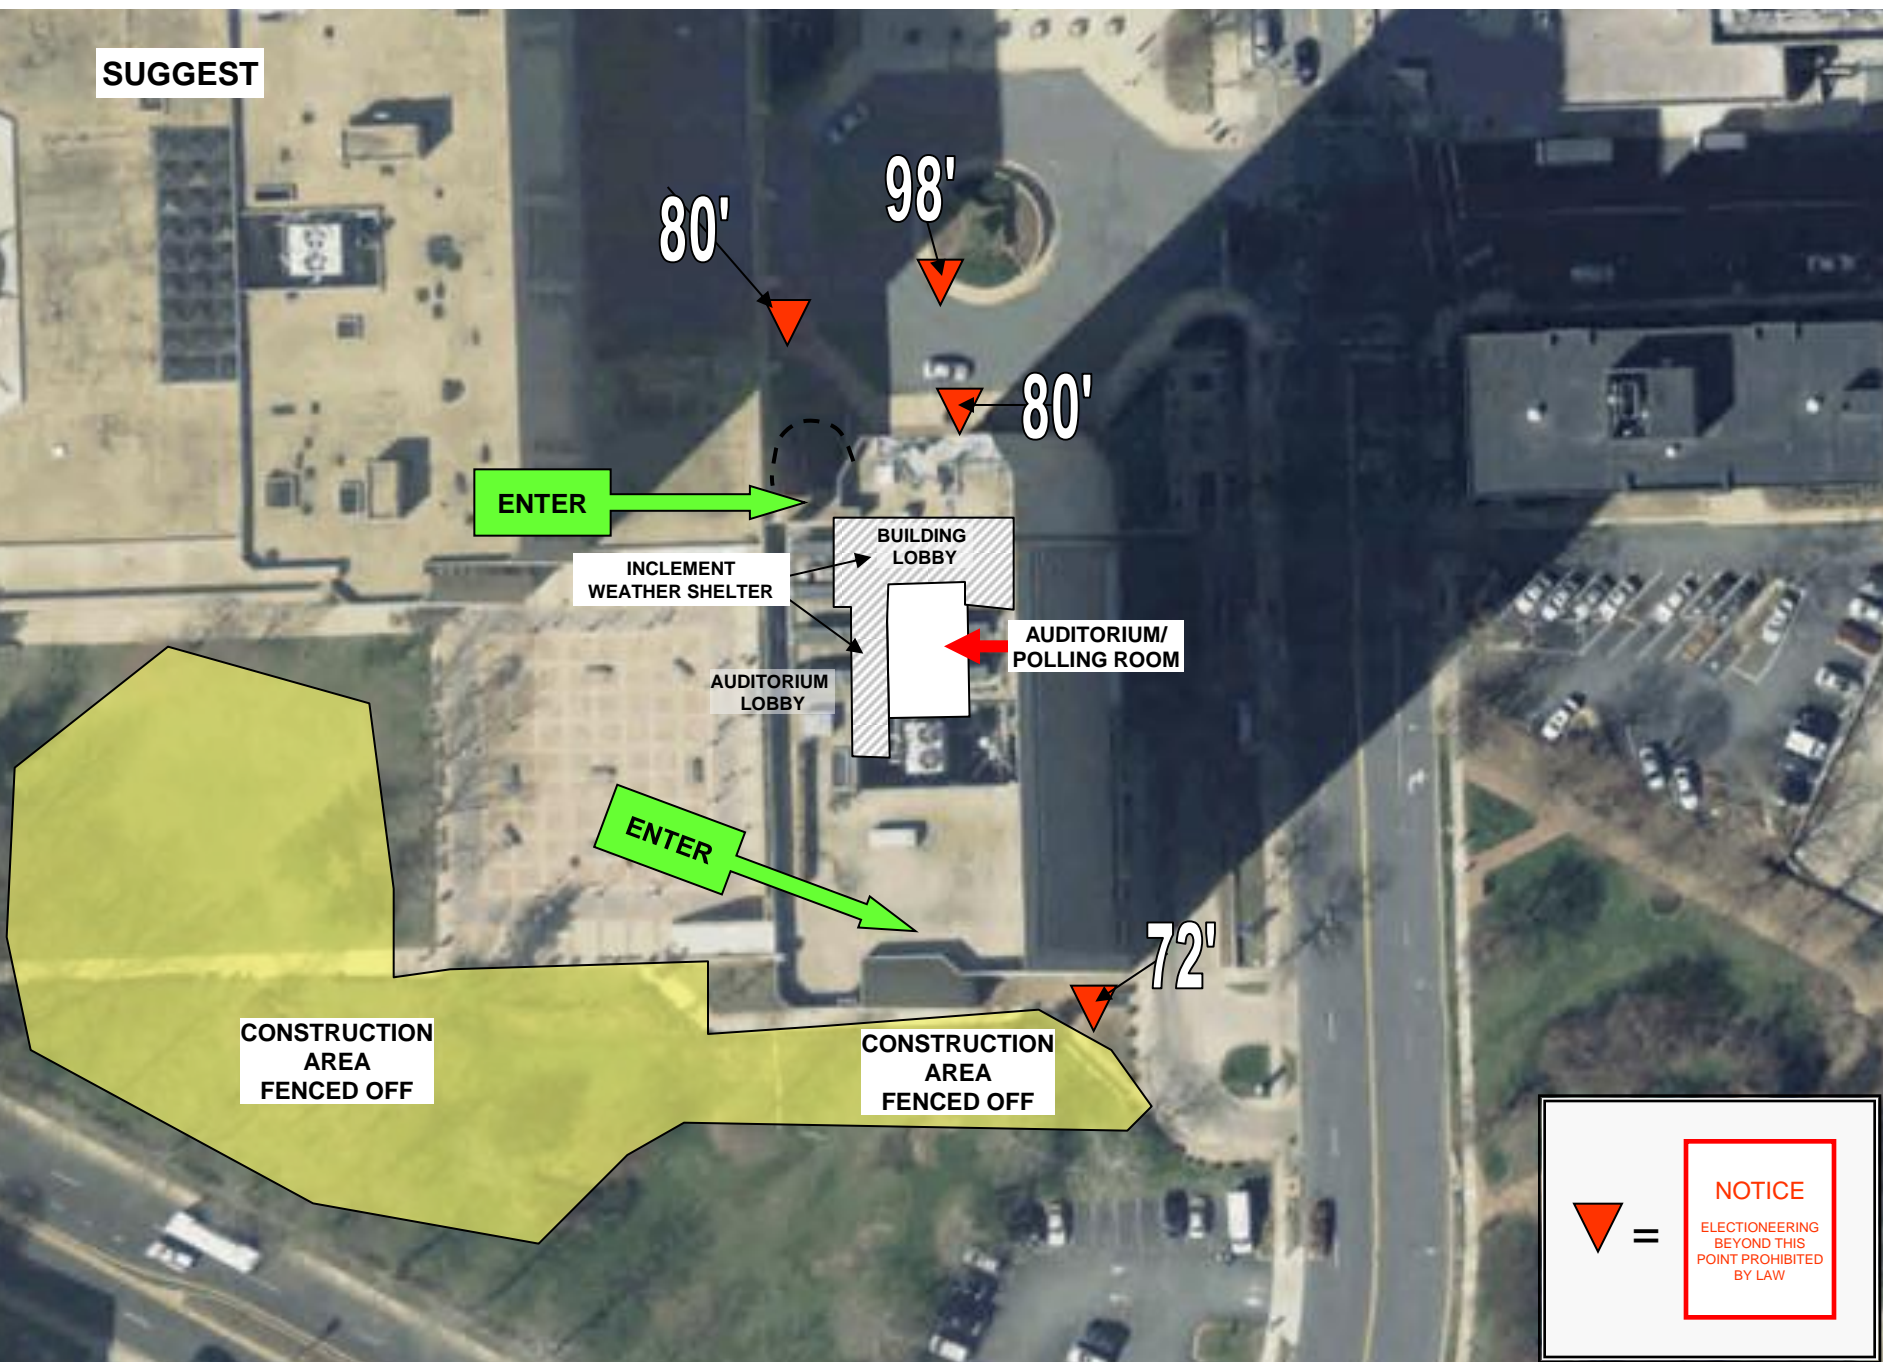 SUGGEST
98'
80'
80'
ENTER
BUILDING
LOBBY
INCLEMENT
WEATHER SHELTER
AUDITORIUM/
POLLING ROOM
AUDITORIUM
LOBBY
ENTER
72'
CONSTRUCTION
AREA
FENCED OFF
CONSTRUCTION
AREA
FENCED OFF
=
NOTICE
ELECTIONEERING
BEYOND THIS
POINT PROHIBITED
BY LAW